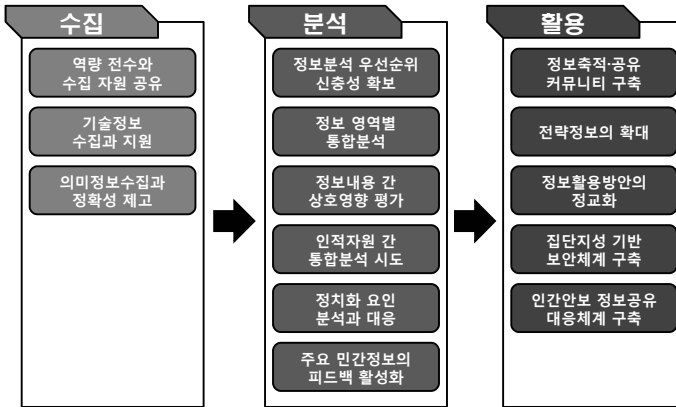 수집
역량 전수와
수집 자원 공유
기술정보
수집과 지원
의미정보수집과
정확성 제고
분석
정보분석 우선순위
신충성 확보
정보 영역별
통합분석
정보내용 간
상호영향 평가
인적자원 간
통합분석 시도
정치화 요인
분석과 대응
주요 민간정보의
피드백 활성화
활용
정보축적·공유
커뮤니티 구축
전략정보의 확대
정보활용방안의
정교화
집단지성 기반
보안체계 구축
인간안보 정보공유
대응체계 구축